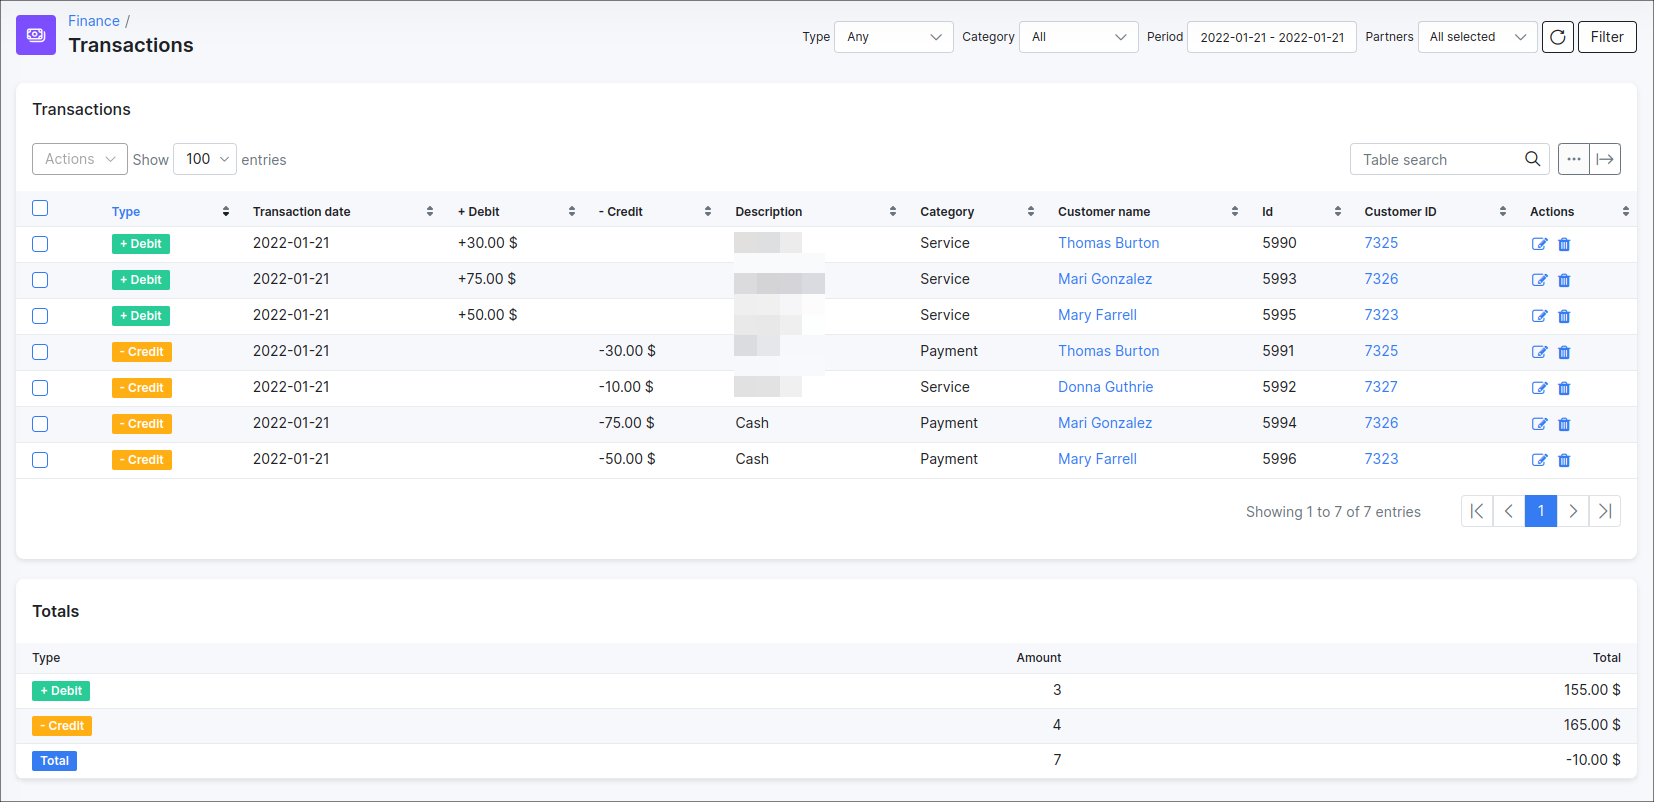 Finance /
Transactions
Type Any Category All Period 2022-01-21 - 2022-01-21 Partners All selected Filter
Transactions
Actions Show 100 entries Table search ...
Type Transaction date + Debit - Credit Description Category Customer name Id Customer ID Actions
+ Debit 2022-01-21 +30.00 $ Service Thomas Burton 5990 7325
+ Debit 2022-01-21 +75.00 $ Service Mari Gonzalez 5993 7326
+ Debit 2022-01-21 +50.00 $ Service Mary Farrell 5995 7323
- Credit 2022-01-21 -30.00 $ Payment Thomas Burton 5991 7325
- Credit 2022-01-21 -10.00 $ Service Donna Guthrie 5992 7327
- Credit 2022-01-21 -75.00 $ Cash Payment Mari Gonzalez 5994 7326
- Credit 2022-01-21 -50.00 $ Cash Payment Mary Farrell 5996 7323
Showing 1 to 7 of 7 entries 1
Totals
Type Amount Total
+ Debit 3 155.00 $
- Credit 4 165.00 $
Total 7 -10.00 $